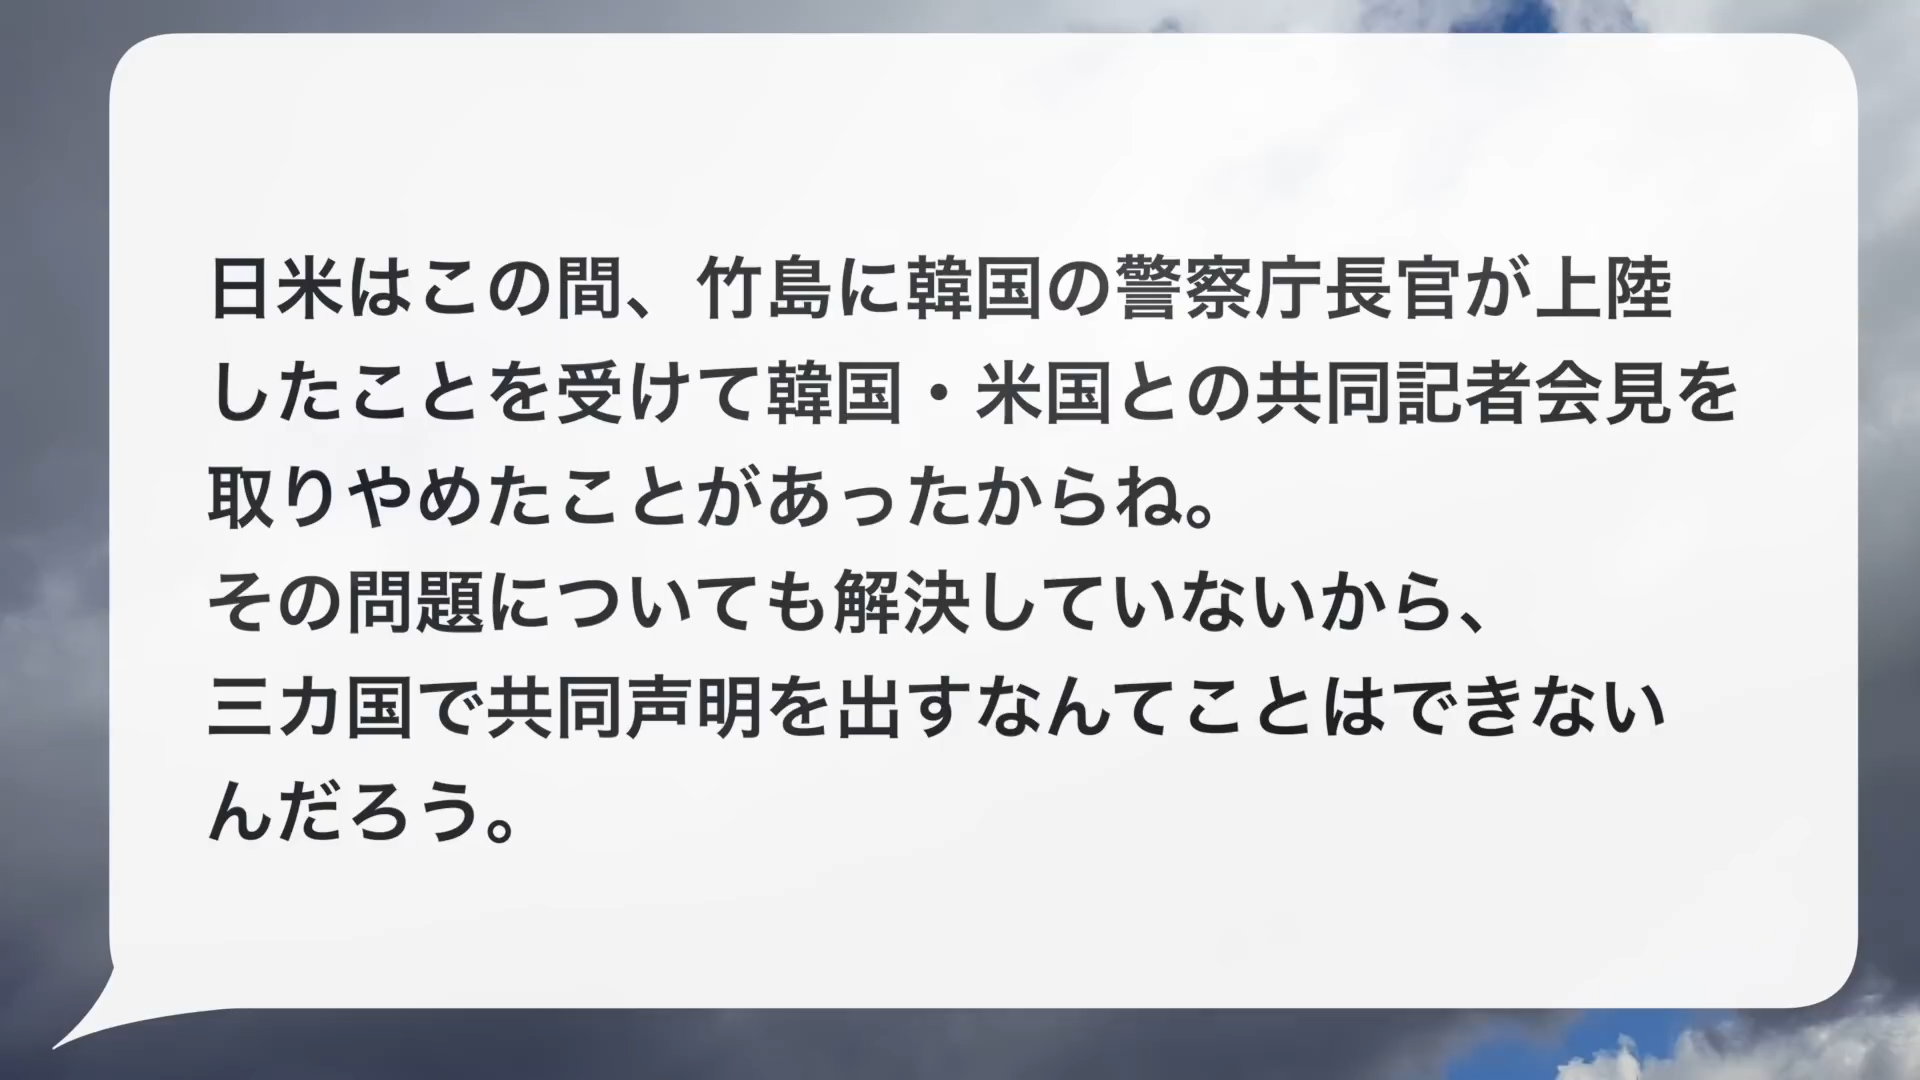 日米はこの間、竹島に韓国の警察庁長官が上陸
したことを受けて韓国・米国との共同記者会見を
取りやめたことがあったからね。
その問題についても解決していないから、
三カ国で共同声明を出すなんてことはできない
んだろう。